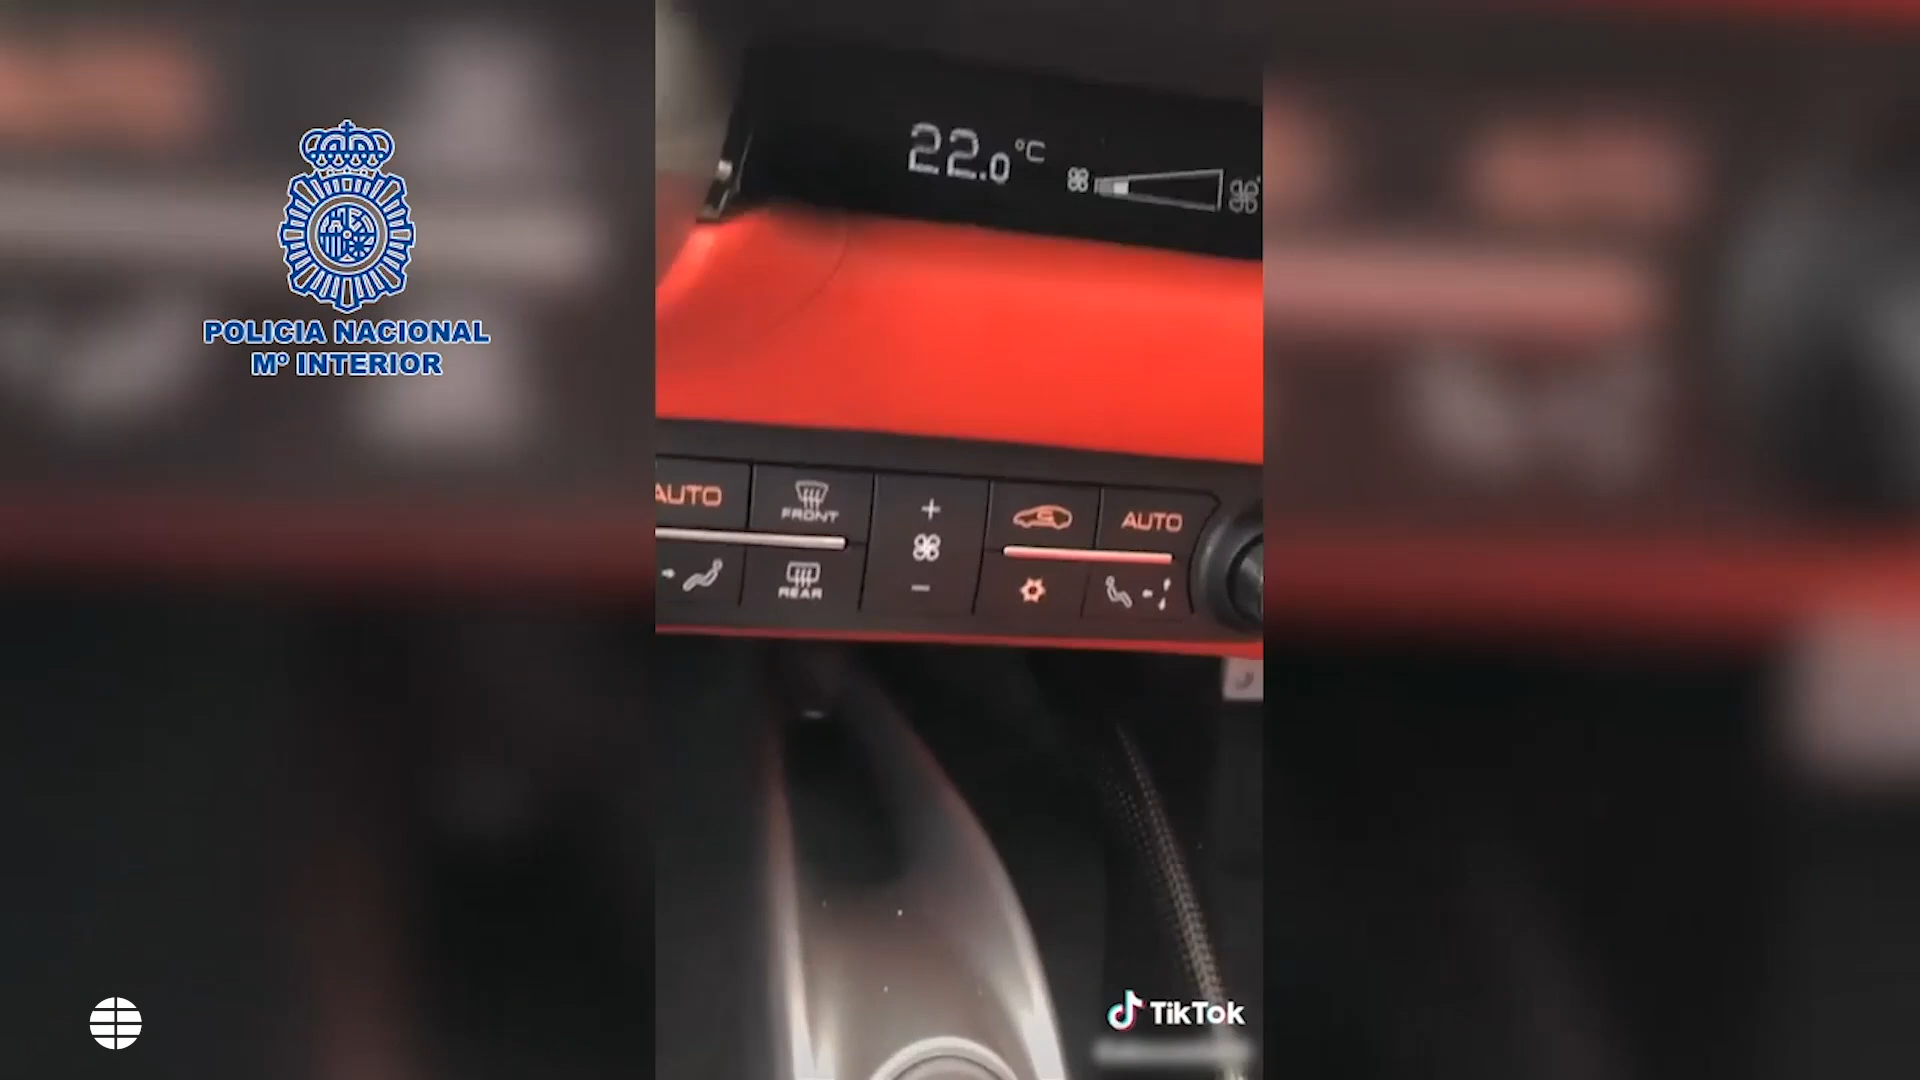 POLICIA NACIONAL
Mº INTERIOR
22.0 °C
AUTO
FRONT
+
AUTO
REAR
-
TikTok